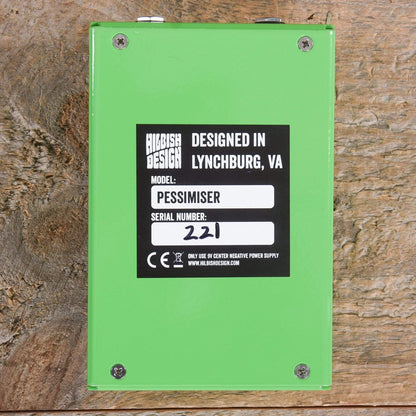 HILBISH
DESIGN
DESIGNED IN
LYNCHBURG, VA
MODEL:
PESSIMISER
SERIAL NUMBER:
221
CE
ONLY USE 9V CENTER NEGATIVE POWER SUPPLY
WWW.HILBISHDESIGN.COM